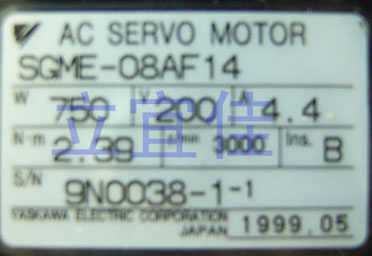 AC SERVO MOTOR
SGME-08AF14
W 750 V 200 A 4.4
N·m 2.39 r/min 3000 Ins. B
立宜佳
S/N 9N0038-1-1
YASKAWA ELECTRIC CORPORATION
JAPAN 1999.05